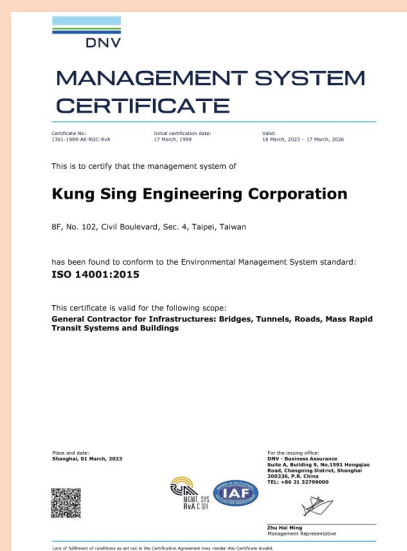 DNV
MANAGEMENT SYSTEM
CERTIFICATE
Certificate No:
1361-1999-AE-RGC-RvA
Initial certification date:
17 March, 1999
Valid:
18 March, 2023 – 17 March, 2026
This is to certify that the management system of
Kung Sing Engineering Corporation
8F, No. 102, Civil Boulevard, Sec. 4, Taipei, Taiwan
has been found to conform to the Environmental Management System standard:
ISO 14001:2015
This certificate is valid for the following scope:
General Contractor for Infrastructures: Bridges, Tunnels, Roads, Mass Rapid
Transit Systems and Buildings
Place and date:
Shanghai, 01 March, 2023
For the issuing office:
DNV - Business Assurance
Suite A, Building 9, No.1591 Hongqiao
Road, Changning District, Shanghai
200336, P.R. China
TEL: +86 21 32799000
MGMT. SYS.
RvA C 024
IAF
Zhu Hai Ming
Management Representative
Lack of fulfilment of conditions as set out in the Certification Agreement may render this Certificate invalid.